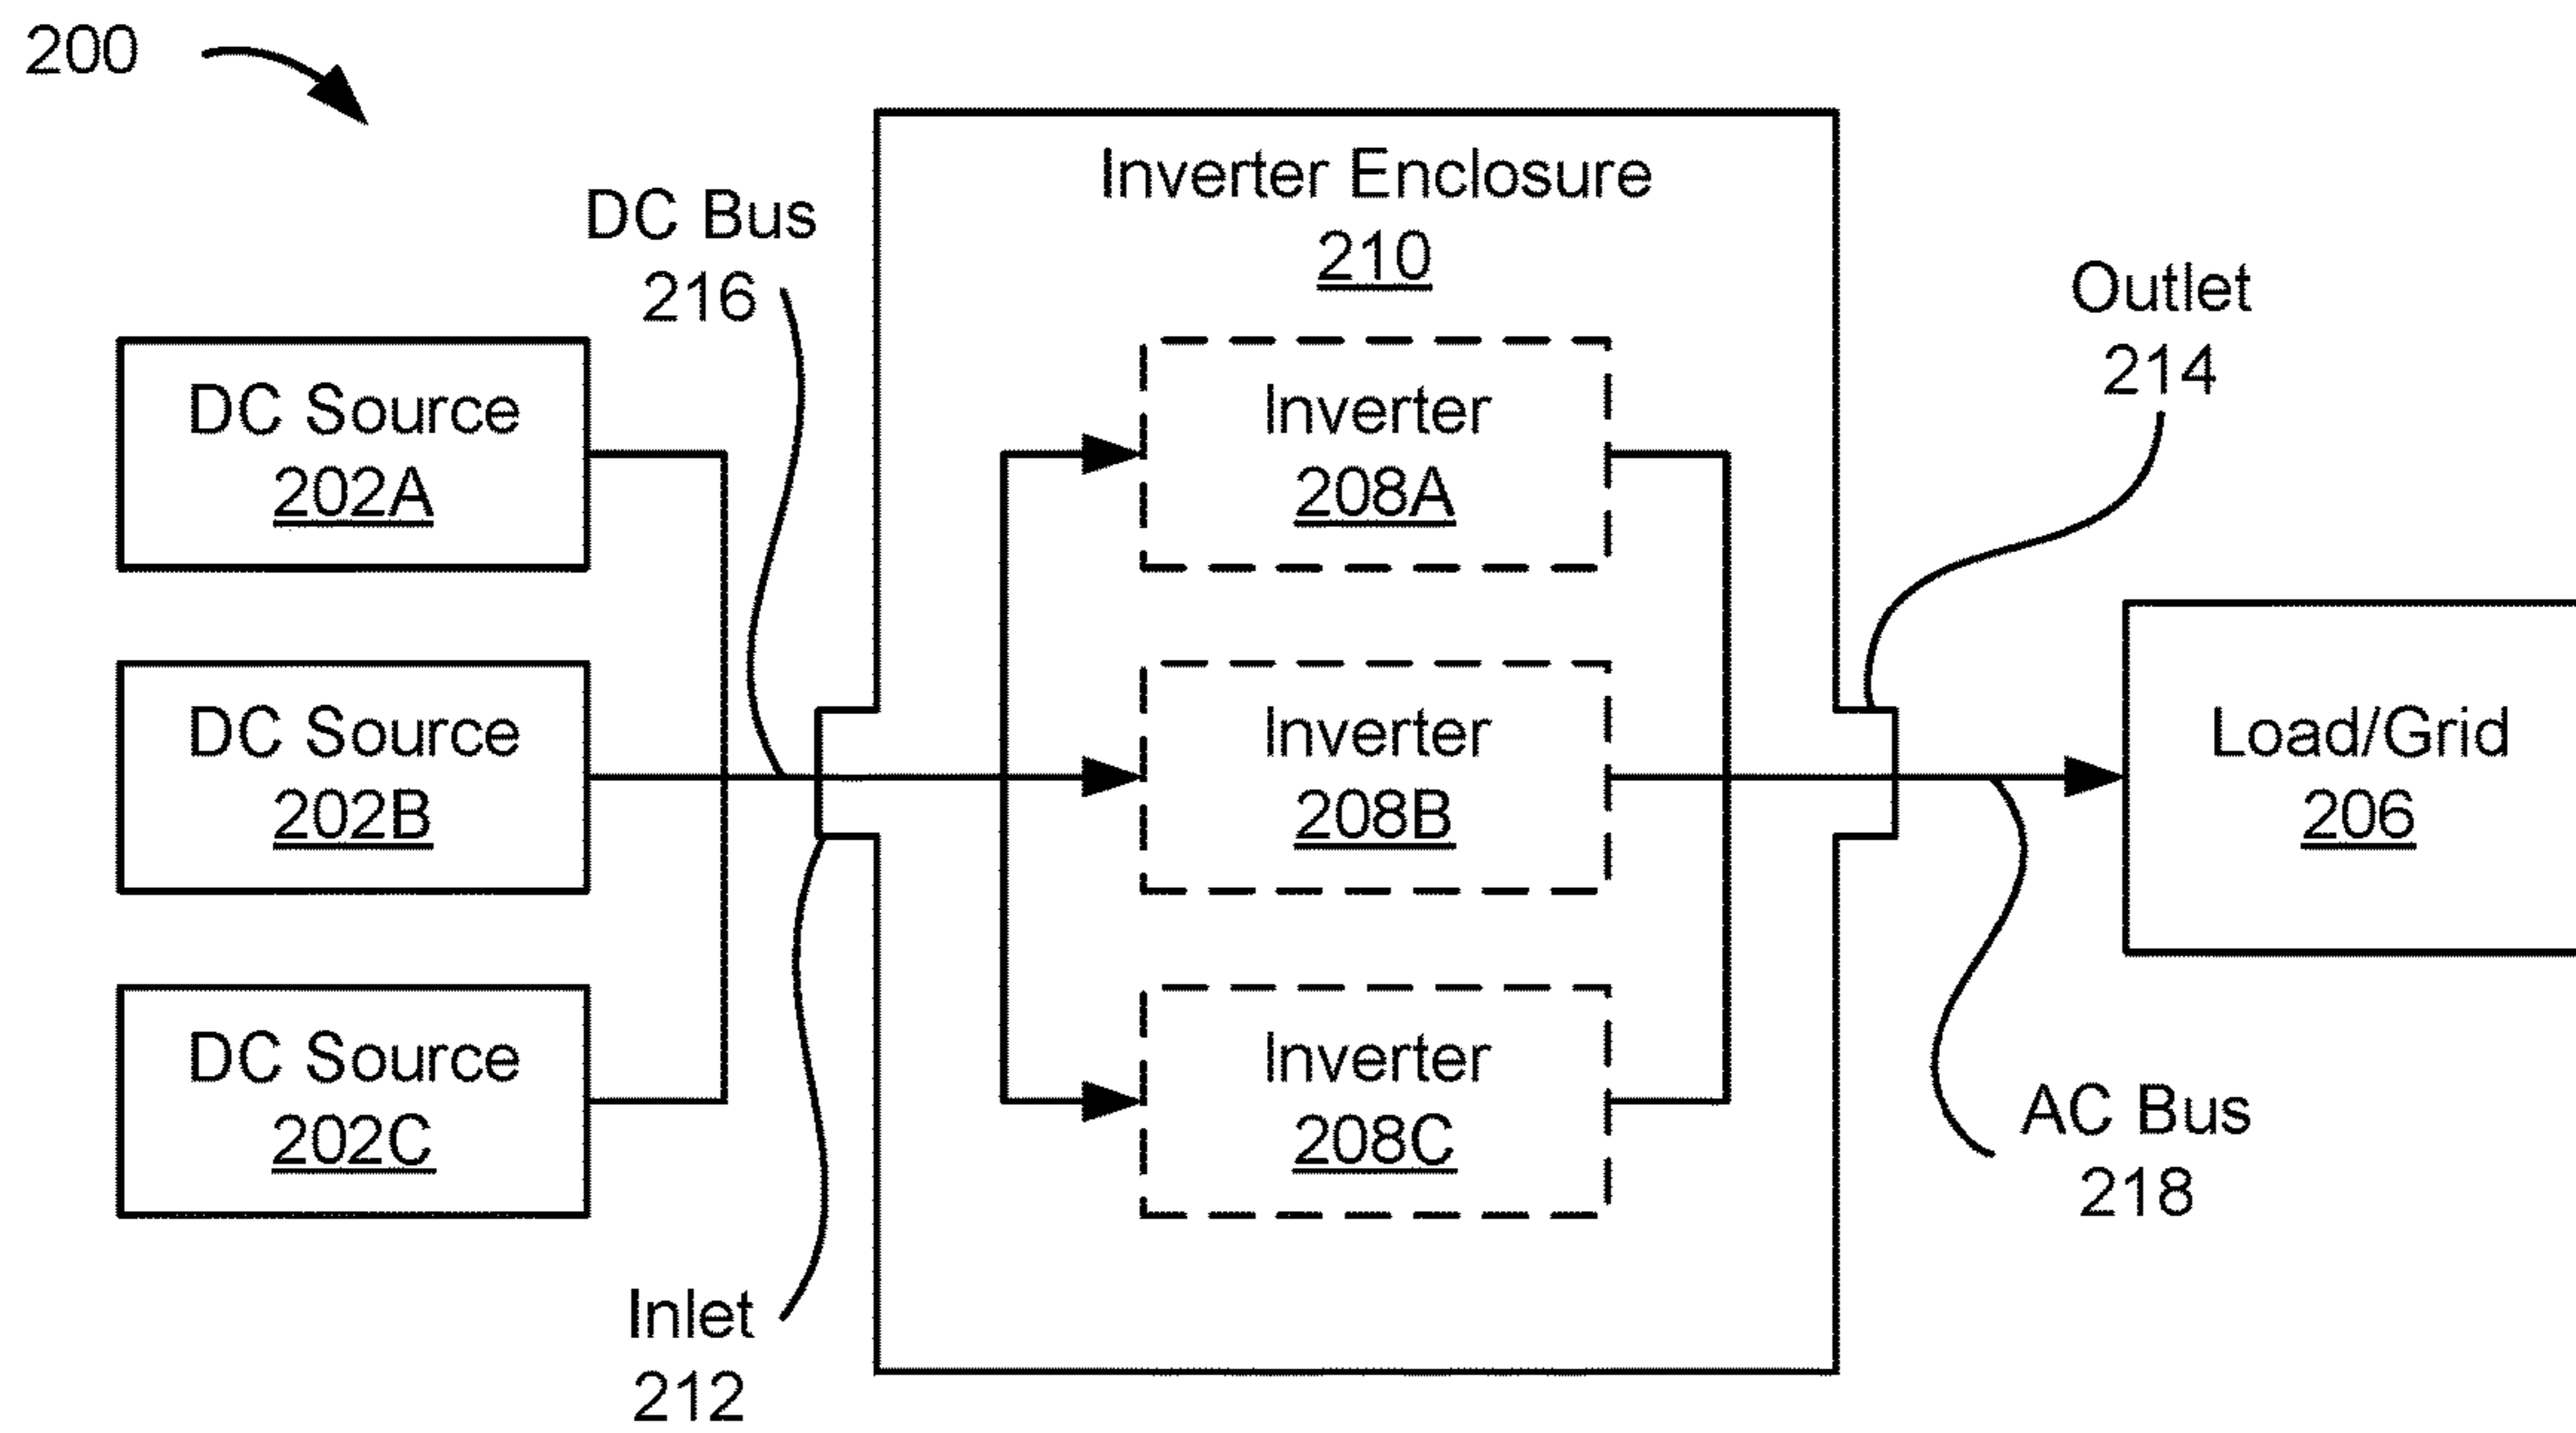 200
Inverter Enclosure
210
DC Bus
216
Outlet
214
DC Source
202A
Inverter
208A
DC Source
202B
Inverter
208B
Load/Grid
206
DC Source
202C
Inverter
208C
AC Bus
218
Inlet
212